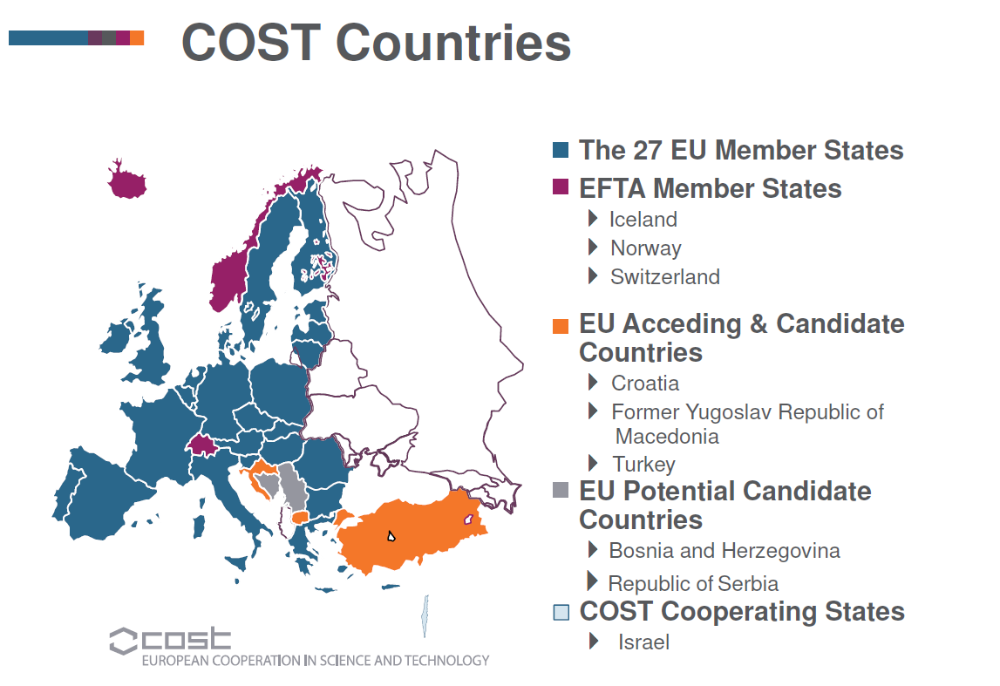 COST Countries
The 27 EU Member States
EFTA Member States
Iceland
Norway
Switzerland
EU Acceding & Candidate
Countries
Croatia
Former Yugoslav Republic of
Macedonia
Turkey
EU Potential Candidate
Countries
Bosnia and Herzegovina
Republic of Serbia
COST Cooperating States
Israel
cost
EUROPEAN COOPERATION IN SCIENCE AND TECHNOLOGY